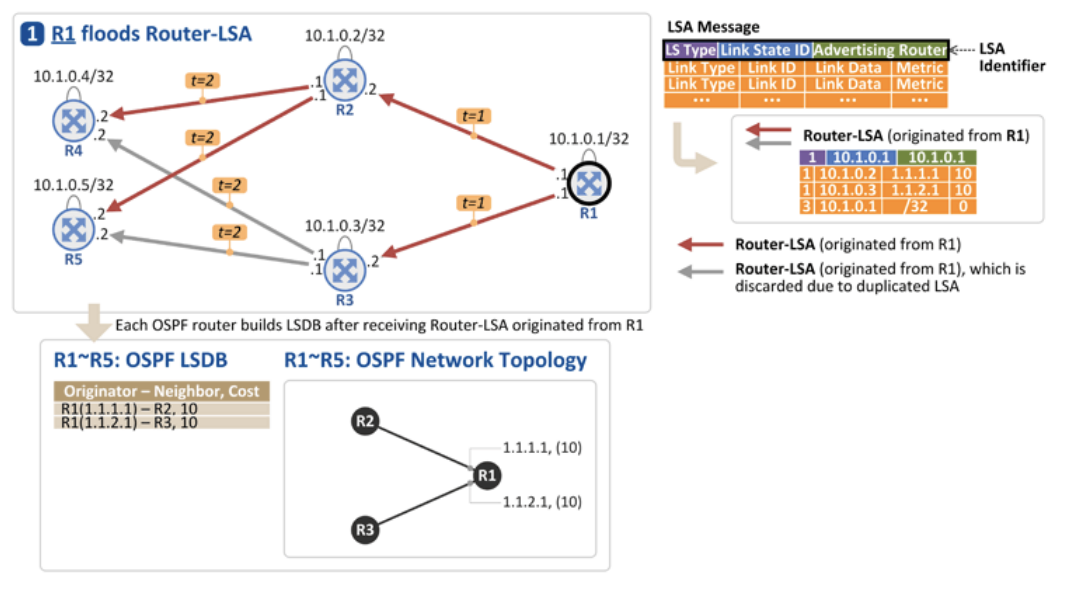 1 R1 floods Router-LSA
10.1.0.2/32
10.1.0.4/32
t=2
.1
.1
.2
R2
.2
.2
R4
t=1
10.1.0.1/32
t=2
10.1.0.5/32
t=2
.1
.1
R1
.2
.2
R5
t=2
10.1.0.3/32
t=1
.1
.1
.2
R3
LSA Message
LS Type Link State ID Advertising Router
Link Type Link ID Link Data Metric
Link Type Link ID Link Data Metric
... ... ... ...
LSA
Identifier
Router-LSA (originated from R1)
1 10.1.0.1 10.1.0.1
1 10.1.0.2 1.1.1.1 10
1 10.1.0.3 1.1.2.1 10
3 10.1.0.1 /32 0
Router-LSA (originated from R1)
Router-LSA (originated from R1), which is
discarded due to duplicated LSA
Each OSPF router builds LSDB after receiving Router-LSA originated from R1
R1~R5: OSPF LSDB
Originator – Neighbor, Cost
R1(1.1.1.1) – R2, 10
R1(1.1.2.1) – R3, 10
R1~R5: OSPF Network Topology
R2
1.1.1.1, (10)
R1
1.1.2.1, (10)
R3